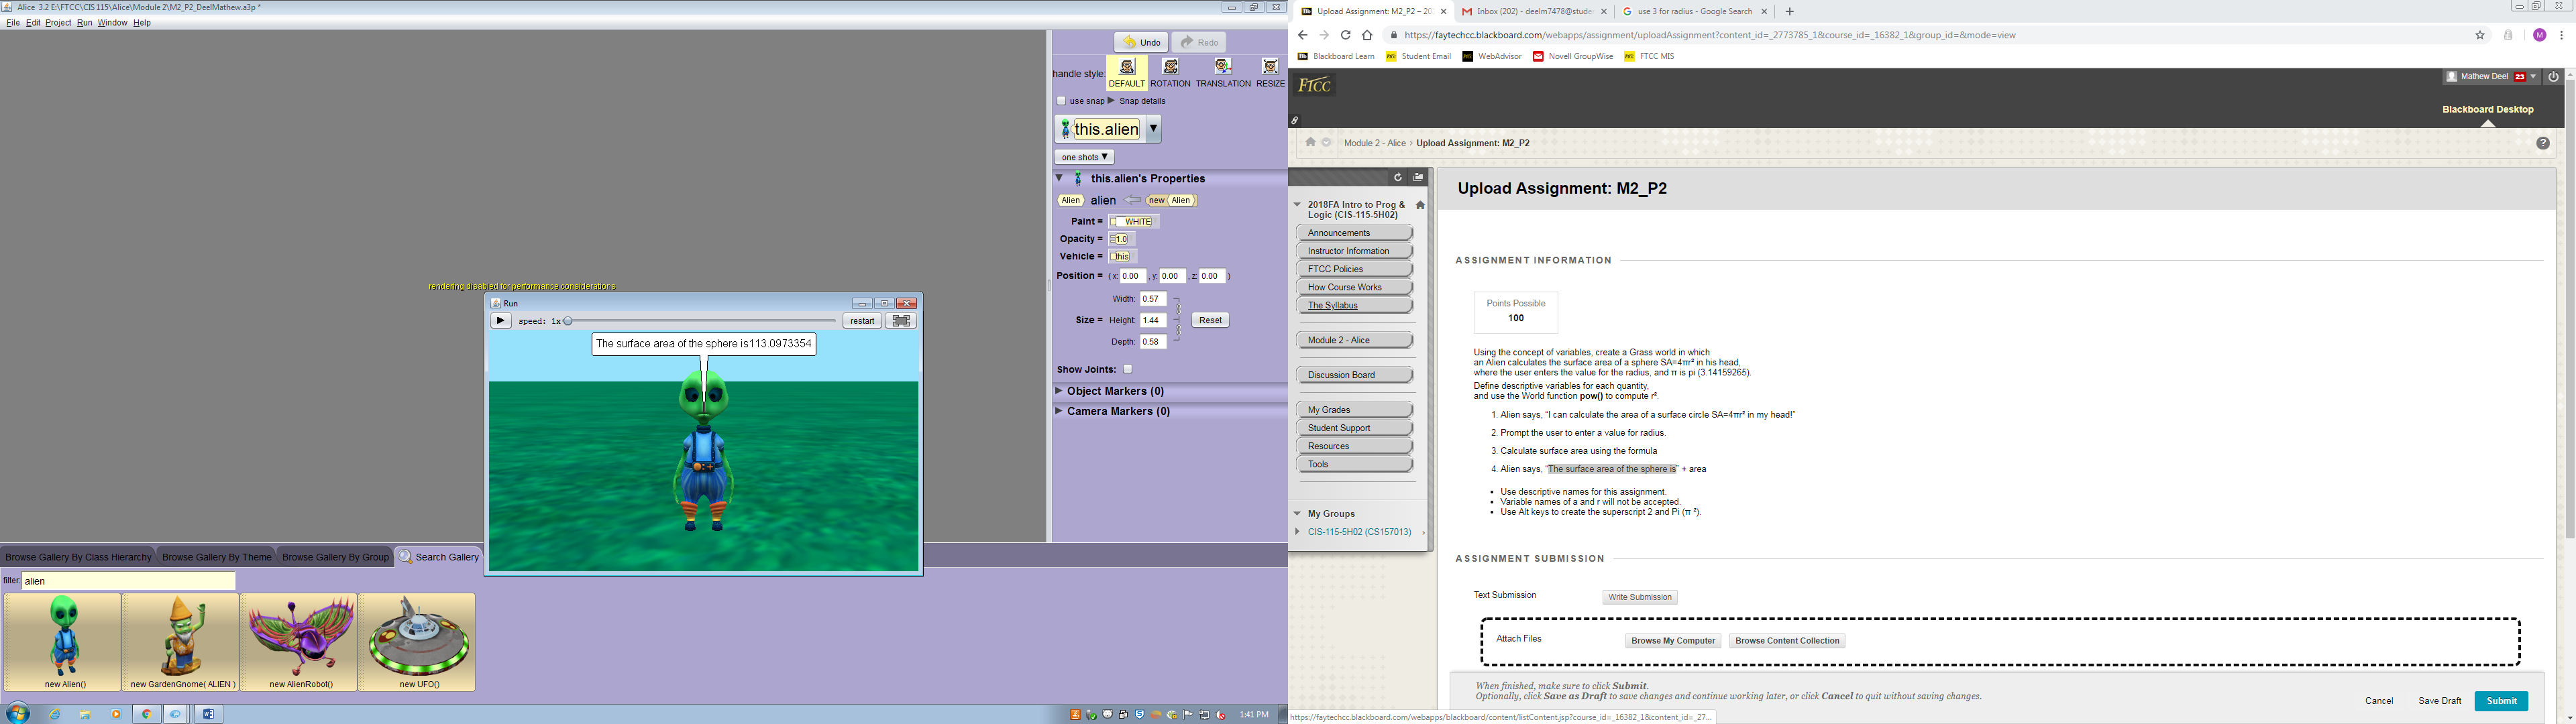 Alice 3.2 E:\FTCC\CIS 115\Alice\Module 2\M2_P2_DeelMathew.a3p *
File Edit Project Run Window Help
rendering disabled for performance considerations
Run
speed: 1x
restart
The surface area of the sphere is113.0973354
Undo
Redo
handle style:
DEFAULT
ROTATION
TRANSLATION
RESIZE
use snap
Snap details
this.alien
one shots
this.alien's Properties
Alien alien new Alien
Paint = WHITE
Opacity = 1.0
Vehicle = this
Position = ( x: 0.00 , y: 0.00 , z: 0.00 )
Width: 0.57
Size = Height: 1.44 Reset
Depth: 0.58
Show Joints:
Object Markers (0)
Camera Markers (0)
Browse Gallery By Class Hierarchy
Browse Gallery By Theme
Browse Gallery By Group
Search Gallery
filter: alien
new Alien()
new GardenGnome( ALIEN )
new AlienRobot()
new UFO()
1:41 PM
Upload Assignment: M2_P2 – 20
Inbox (202) - deelm7478@stude
use 3 for radius - Google Search
https://faytechcc.blackboard.com/webapps/assignment/uploadAssignment?content_id=_2773785_1&course_id=_16382_1&group_id=&mode=view
M
Blackboard Learn
Student Email
WebAdvisor
Novell GroupWise
FTCC MIS
FTCC
Mathew Deel 23
Blackboard Desktop
Module 2 - Alice
Upload Assignment: M2_P2
2018FA Intro to Prog &
Logic (CIS-115-5H02)
Announcements
Instructor Information
FTCC Policies
How Course Works
The Syllabus
Module 2 - Alice
Discussion Board
My Grades
Student Support
Resources
Tools
My Groups
CIS-115-5H02 (CS157013)
Upload Assignment: M2_P2
ASSIGNMENT INFORMATION
Points Possible
100
Using the concept of variables, create a Grass world in which
an Alien calculates the surface area of a sphere SA=4πr² in his head,
where the user enters the value for the radius, and π is pi (3.14159265).
Define descriptive variables for each quantity,
and use the World function pow() to compute r².
1. Alien says, “I can calculate the area of a surface circle SA=4πr² in my head!”
2. Prompt the user to enter a value for radius.
3. Calculate surface area using the formula
4. Alien says, “The surface area of the sphere is” + area
• Use descriptive names for this assignment.
• Variable names of a and r will not be accepted.
• Use Alt keys to create the superscript 2 and Pi (π ²).
ASSIGNMENT SUBMISSION
Text Submission
Write Submission
Attach Files
Browse My Computer
Browse Content Collection
When finished, make sure to click Submit.
Optionally, click Save as Draft to save changes and continue working later, or click Cancel to quit without saving changes.
Cancel
Save Draft
Submit
https://faytechcc.blackboard.com/webapps/blackboard/content/listContent.jsp?course_id=_16382_1&content_id=_27...